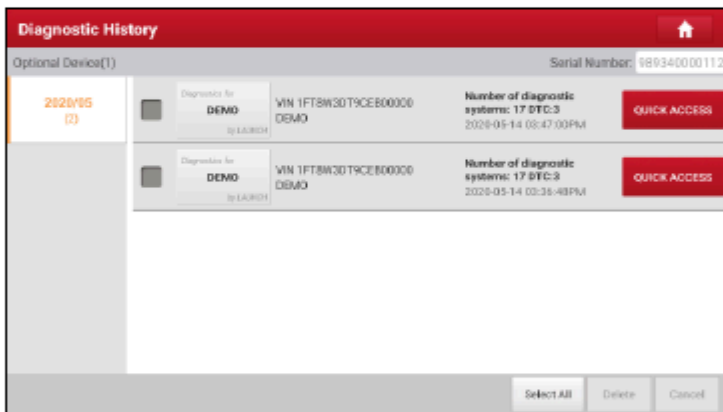 Diagnostic History
Optional Device(1)
Serial Number: 989340000112
2020/05
(2)
Diagnostics for
DEMO
by LAUNCH
VIN 1FT8W3DT9CEB00000
DEMO
Number of diagnostic
systems: 17 DTC:3
2020-05-14 03:47:00PM
QUICK ACCESS
Diagnostics for
DEMO
by LAUNCH
VIN 1FT8W3DT9CEB00000
DEMO
Number of diagnostic
systems: 17 DTC:3
2020-05-14 03:36:48PM
QUICK ACCESS
Select All
Delete
Cancel